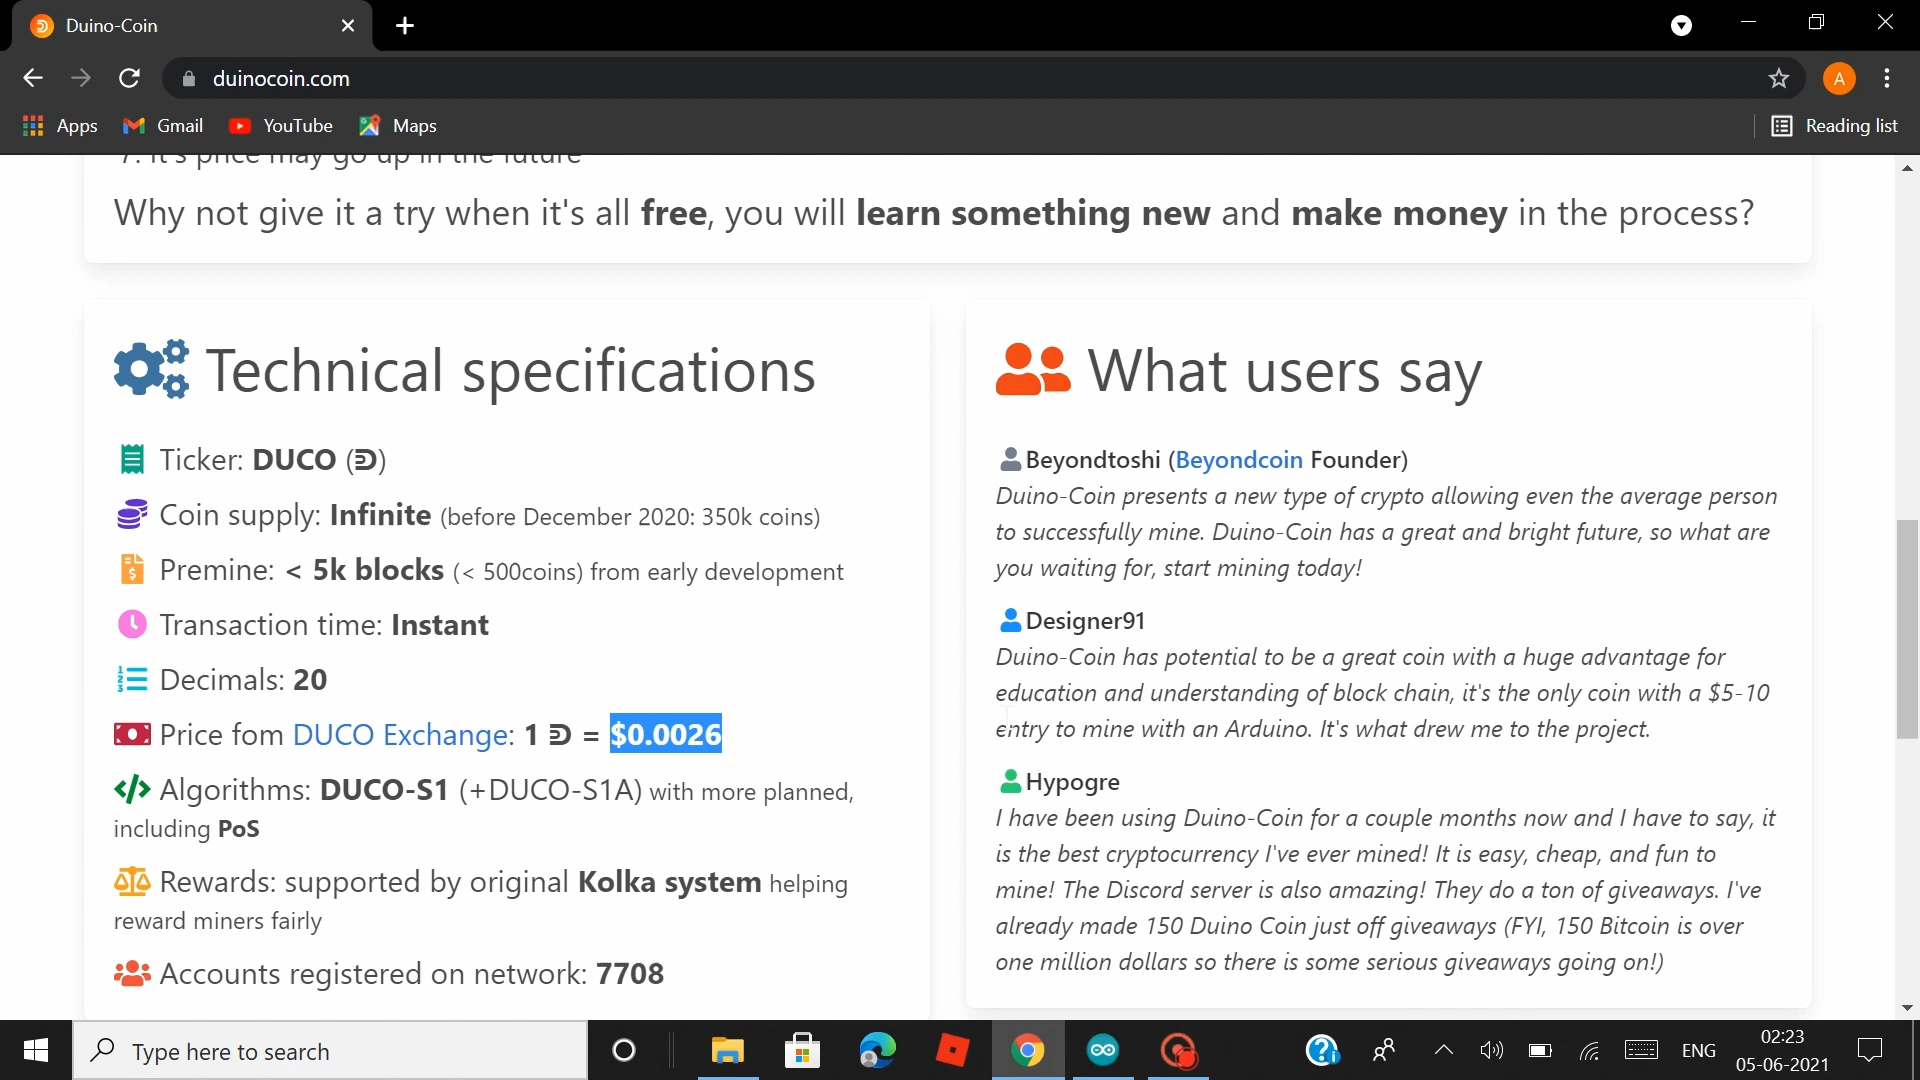 Duino-Coin
duinocoin.com
A
Apps
Gmail
YouTube
Maps
Reading list
7. It's price may go up in the future
Why not give it a try when it's all free, you will learn something new and make money in the process?
Technical specifications
Ticker: DUCO (ᕲ)
Coin supply: Infinite (before December 2020: 350k coins)
Premine: < 5k blocks (< 500coins) from early development
Transaction time: Instant
Decimals: 20
Price fom DUCO Exchange: 1 ᕲ = $0.0026
Algorithms: DUCO-S1 (+DUCO-S1A) with more planned,
including PoS
Rewards: supported by original Kolka system helping
reward miners fairly
Accounts registered on network: 7708
What users say
Beyondtoshi (Beyondcoin Founder)
Duino-Coin presents a new type of crypto allowing even the average person
to successfully mine. Duino-Coin has a great and bright future, so what are
you waiting for, start mining today!
Designer91
Duino-Coin has potential to be a great coin with a huge advantage for
education and understanding of block chain, it's the only coin with a $5-10
entry to mine with an Arduino. It's what drew me to the project.
Hypogre
I have been using Duino-Coin for a couple months now and I have to say, it
is the best cryptocurrency I've ever mined! It is easy, cheap, and fun to
mine! The Discord server is also amazing! They do a ton of giveaways. I've
already made 150 Duino Coin just off giveaways (FYI, 150 Bitcoin is over
one million dollars so there is some serious giveaways going on!)
Type here to search
ENG
02:23
05-06-2021